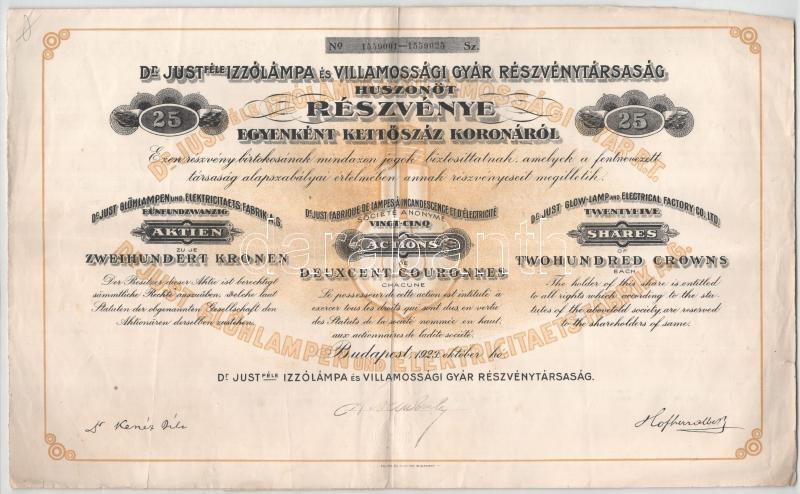 No 1559001—1559025 Sz.
Dr. JUST FÉLE IZZÓLÁMPA ÉS VILLAMOSSÁGI GYÁR RÉSZVÉNYTÁRSASÁG
HUSZONÖT
25 RÉSZVÉNYE 25
EGYENKÉNT KETTŐSZÁZ KORONÁRÓL
Ezen részvény birtokosának mindazon jogok biztosíttatnak, amelyek a fentnevezett
társaság alapszabályai értelmében annak részvényeseit megilletik.
Dr. JUST GLÜHLAMPEN UND ELEKTRICITAETS-FABRIK A.G.
FÜNFUNDZWANZIG
AKTIEN
ZU JE
ZWEIHUNDERT KRONEN
Der Besitzer dieser Aktie ist berechtigt
sämmtliche Rechte auszuüben, welche laut
Statuten der obgenannten Gesellschaft den
Aktionären derselben zustehen.
Dr. JUST FABRIQUE DE LAMPES À INCANDESCENCE ET D'ÉLECTRICITÉ
SOCIÉTÉ ANONYME
VINGT-CINQ
ACTIONS
DE
DEUXCENT COURONNES
CHACUNE
Le possesseur de cette action est intitulé à
exercer tous les droits qui sont dus en vertu
des Statuts de la société nommée en haut,
aux actionnaires de ladite société.
Dr. JUST GLOW-LAMP AND ELECTRICAL FACTORY CO. LTD.
TWENTYFIVE
SHARES
OF
TWOHUNDRED CROWNS
EACH
The holder of this share is entitled
to all rights which according to the sta-
tutes of the abovetold society, are reserved
to the shareholders of same.
Budapest, 1923. október hó
Dr. JUST FÉLE IZZÓLÁMPA ÉS VILLAMOSSÁGI GYÁR RÉSZVÉNYTÁRSASÁG.
Dr Kenéz Béla
Hofherr Albert
darabanth